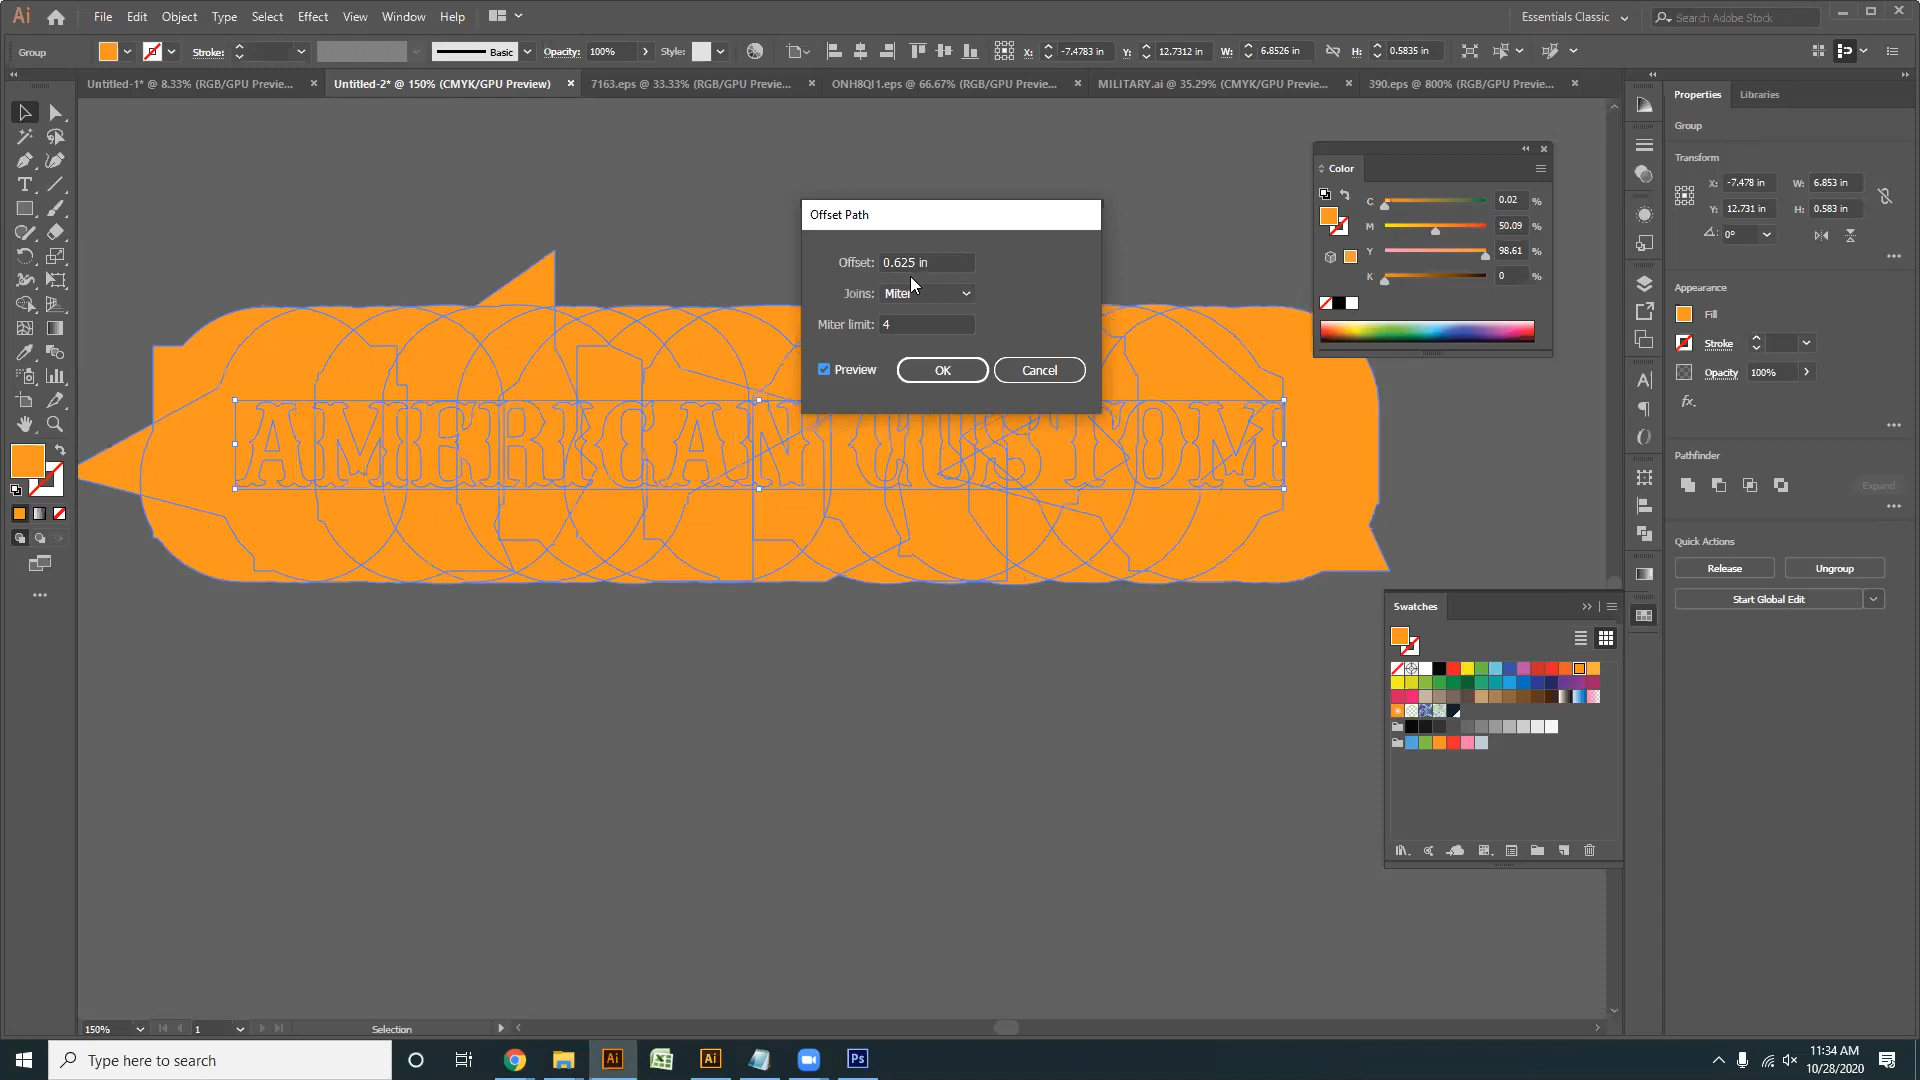 Ai File Edit Object Type Select Effect View Window Help Essentials Classic Search Adobe Stock
Group Stroke: Basic Opacity: 100% Style: X: -7.4783 in Y: 12.7312 in W: 6.8526 in H: 0.5835 in
Untitled-1* @ 8.33% (RGB/GPU Previe... × Untitled-2* @ 150% (CMYK/GPU Preview) × 7163.eps @ 33.33% (RGB/GPU Previe... × ONH8QJ1.eps @ 66.67% (RGB/GPU Previe... × MILITARY.ai @ 35.29% (CMYK/GPU Previe... × 390.eps @ 800% (RGB/GPU Previe... ×
Properties Libraries
Group
Transform
X: -7.478 in W: 6.853 in
Y: 12.731 in H: 0.583 in
0°
Appearance
Fill
Stroke
Opacity 100%
fx.
Pathfinder
Expand
Quick Actions
Release Ungroup
Start Global Edit
Color
C 0.02 %
M 50.09 %
Y 98.61 %
K 0 %
Offset Path
Offset: 0.625 in
Joins: Miter
Miter limit: 4
Preview OK Cancel
AMERICAN CUSTOM
Swatches
150% 1 Selection
Type here to search
Ai Ai Ps
11:34 AM
10/28/2020